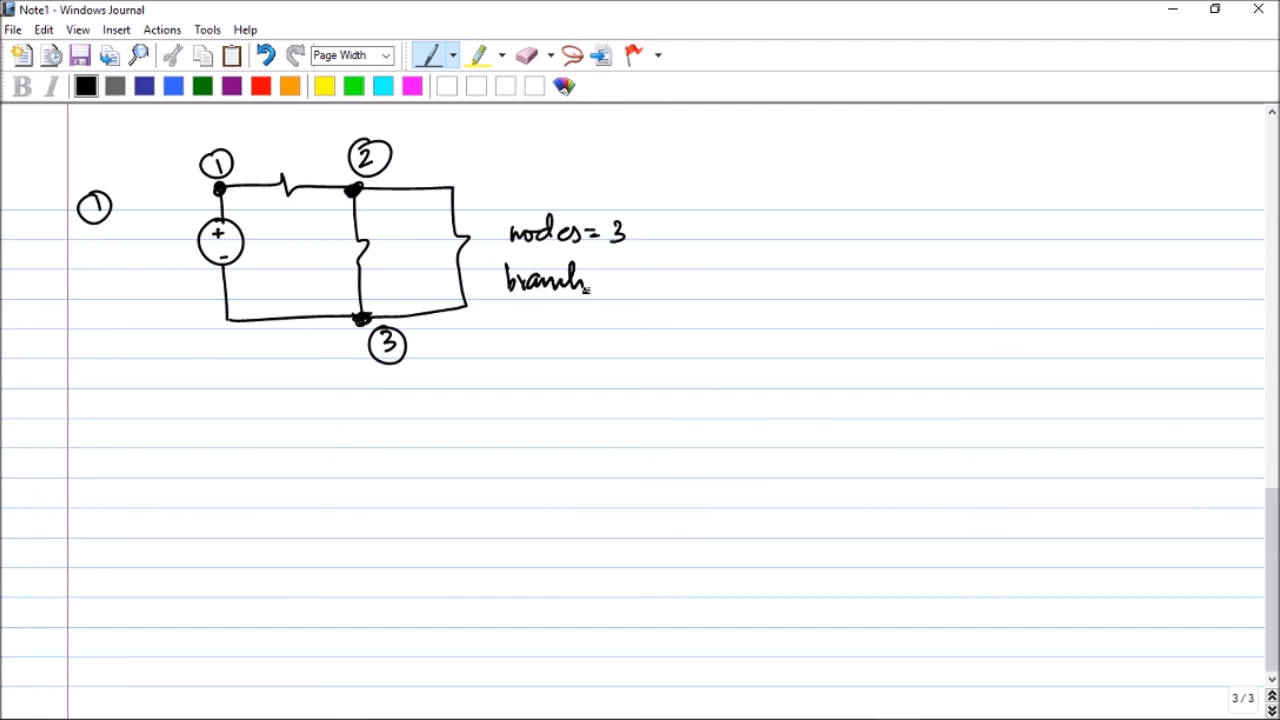 Note1 - Windows Journal
File Edit View Insert Actions Tools Help
Page Width
B I
1
2
1
+
-
nodes = 3
branch
3
3 / 3